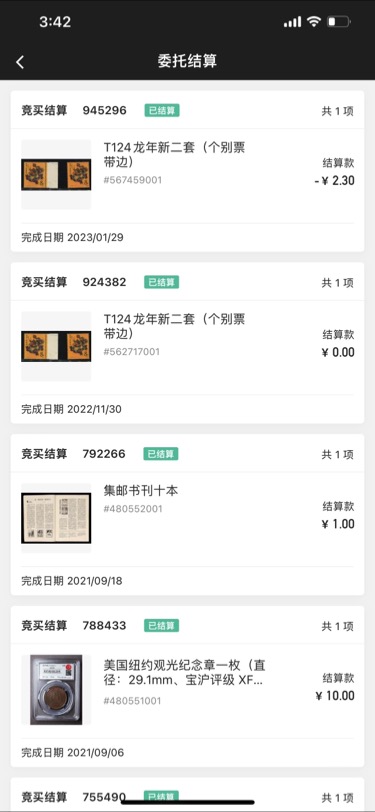 3:42
委托结算
竞买结算 945296 已结算 共 1 项
T124 龙年新二套（个别票
带边）
#567459001
结算款
- ¥ 2.30
完成日期 2023/01/29
竞买结算 924382 已结算 共 1 项
T124 龙年新二套（个别票
带边）
#562717001
结算款
¥ 0.00
完成日期 2022/11/30
竞买结算 792266 已结算 共 1 项
集邮书刊十本
#480552001
结算款
¥ 1.00
完成日期 2021/09/18
竞买结算 788433 已结算 共 1 项
美国纽约观光纪念章一枚（直
径：29.1mm、宝沪评级 XF...
#480551001
结算款
¥ 10.00
完成日期 2021/09/06
竞买结算 755490 已结算 共 1 项